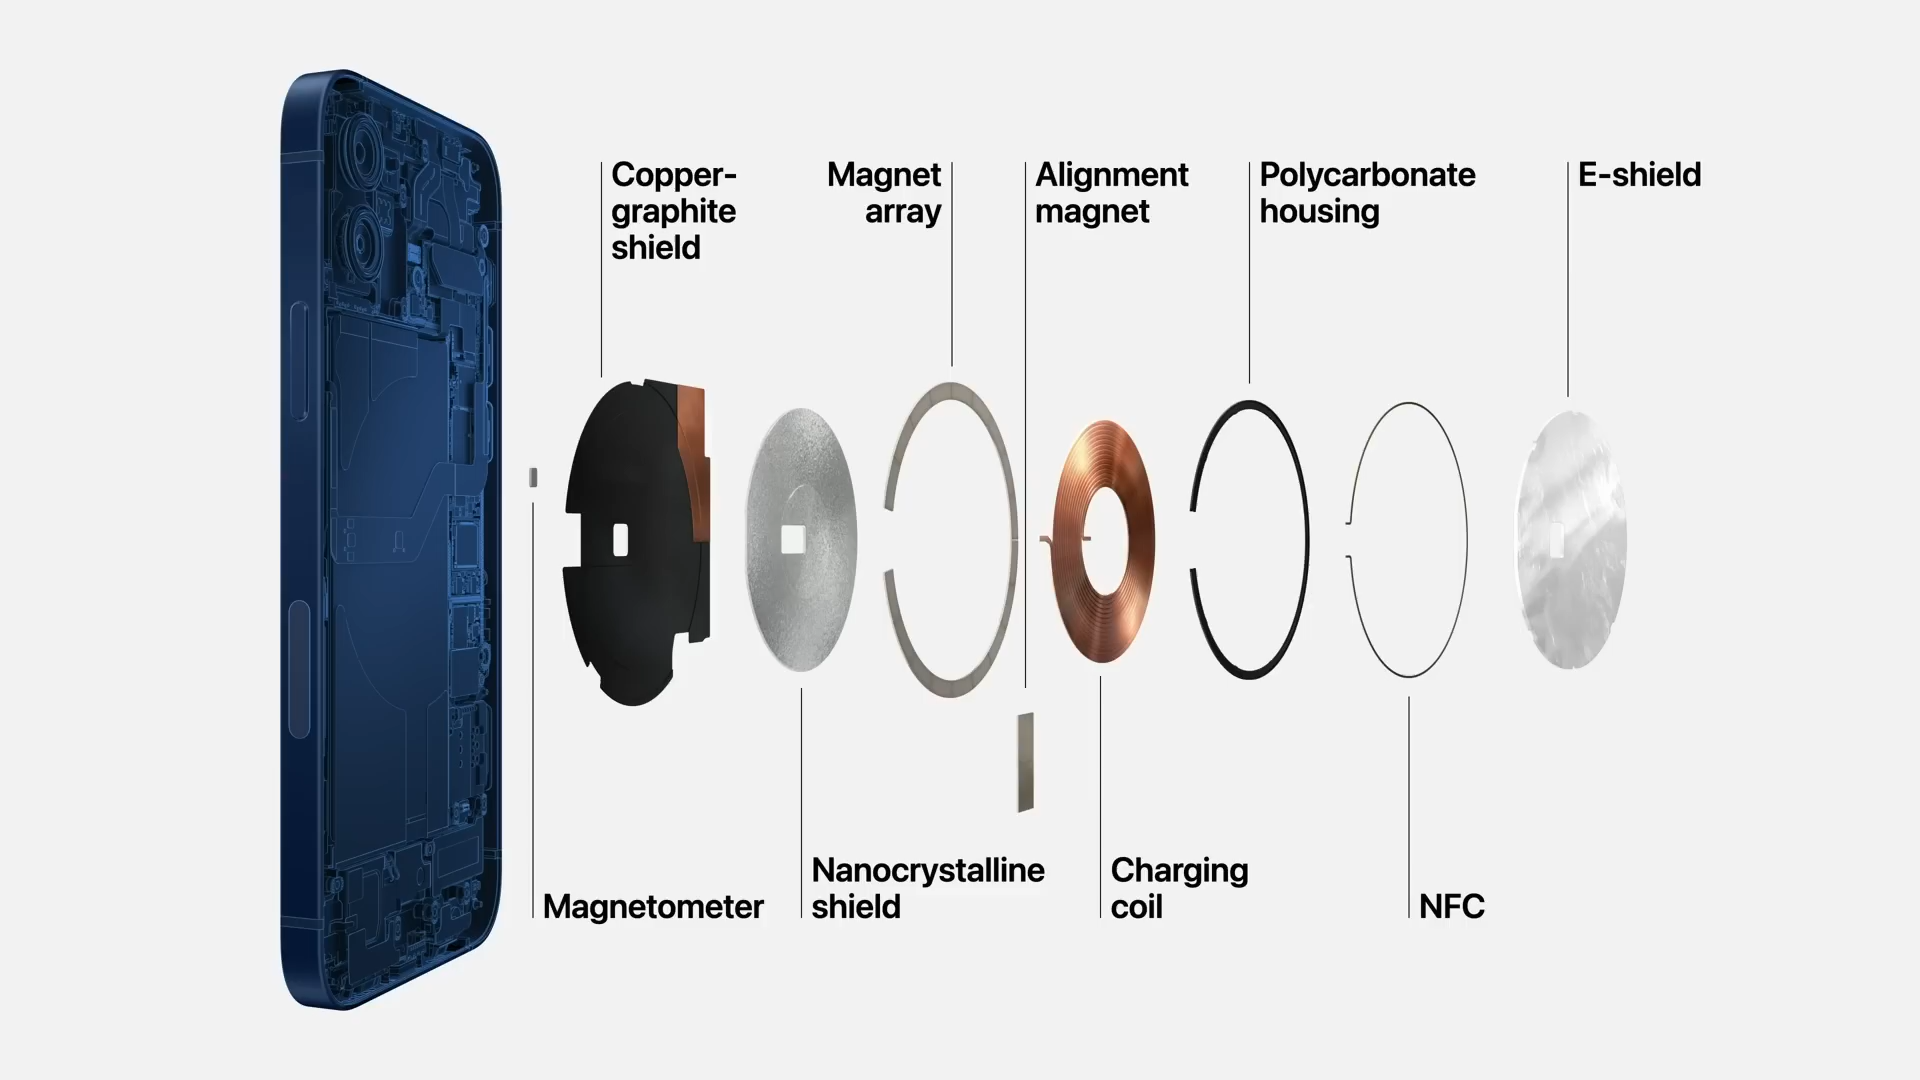 Copper-
graphite
shield
Magnet
array
Alignment
magnet
Polycarbonate
housing
E-shield
Magnetometer
Nanocrystalline
shield
Charging
coil
NFC